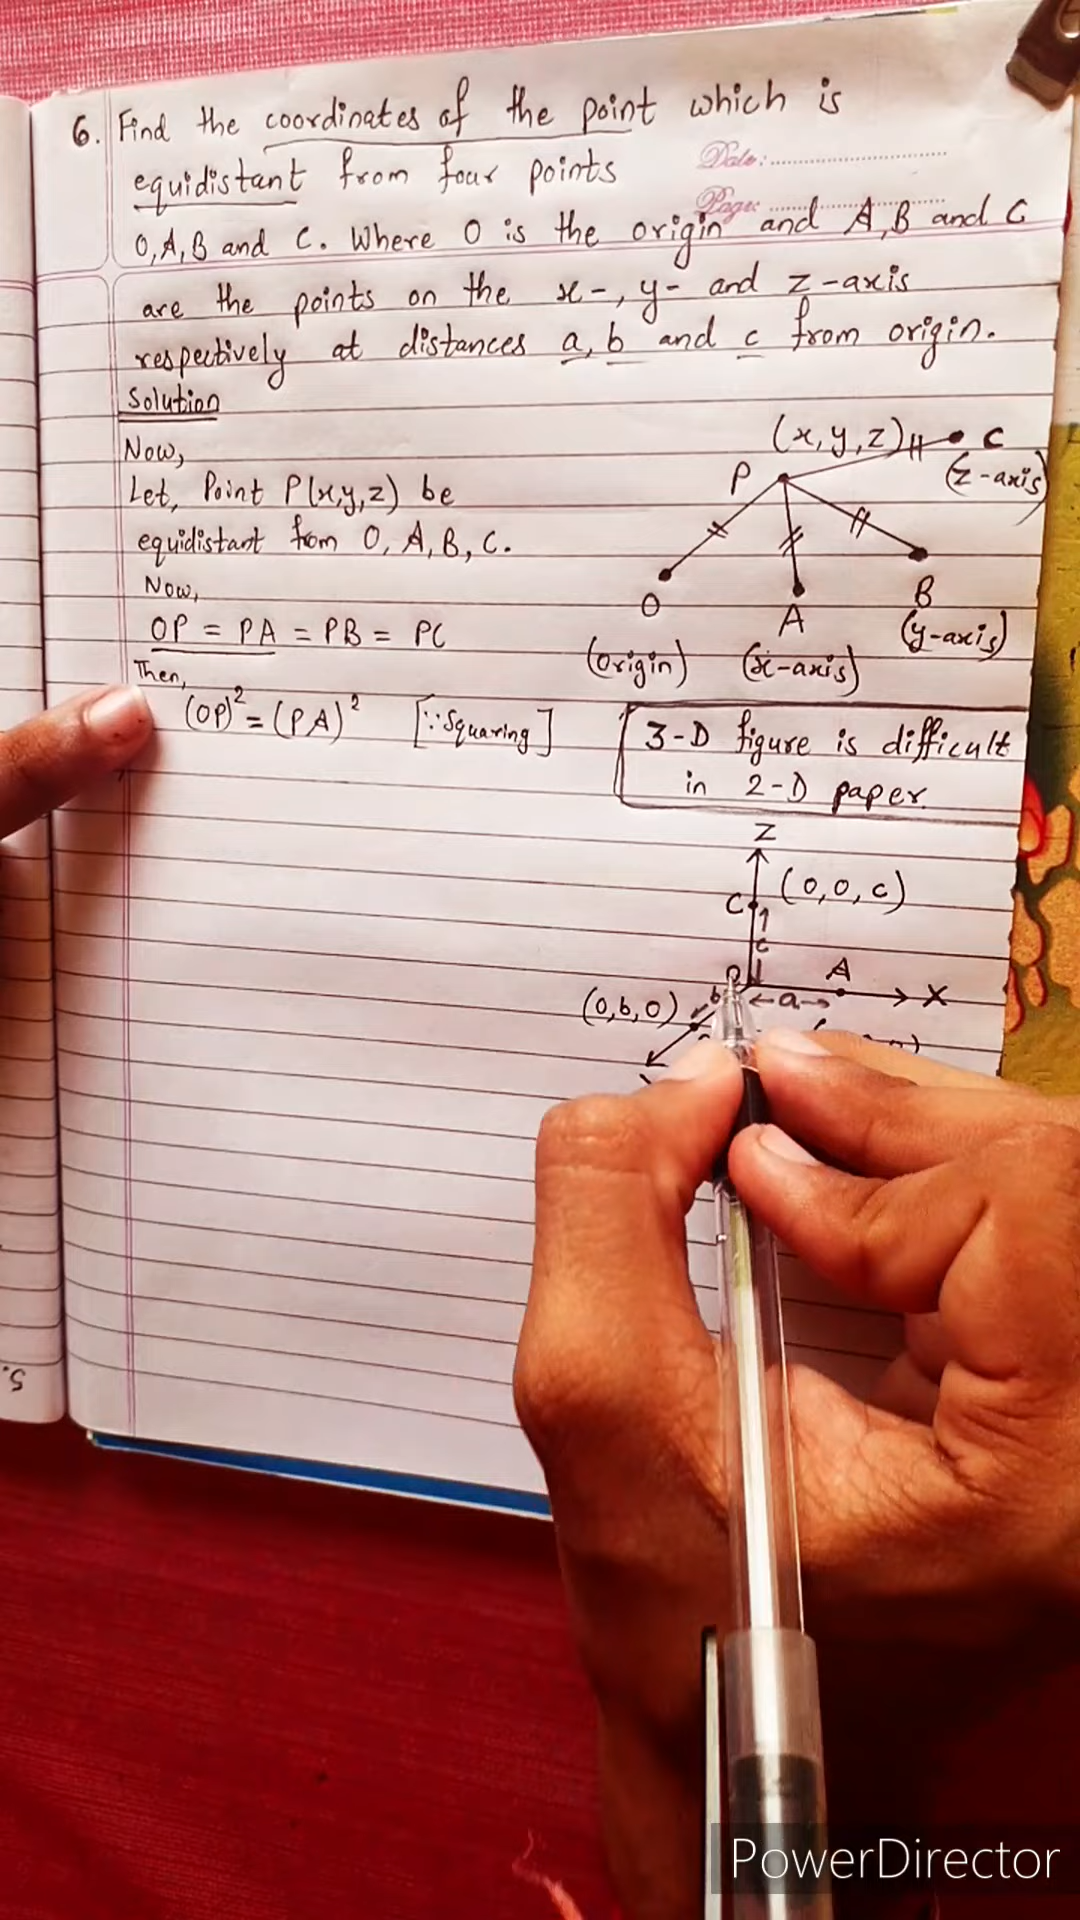 6. Find the coordinates of the point which is
equidistant from four points
Date:
Page:
O, A, B and C. Where O is the origin and A, B and C
are the points on the x-, y- and z-axis
respectively at distances a, b and c from origin.
Solution
Now,
Let, Point P(x,y,z) be
equidistant from O, A, B, C.
Now,
OP = PA = PB = PC
Then,
(OP)² = (PA)² [∵ Squaring]
(x, y, z) C
P (z-axis)
O A B
(origin) (x-axis) (y-axis)
3-D figure is difficult
in 2-D paper.
Z
C (0, 0, c)
c
A
(0, b, 0) b a X
5.
PowerDirector